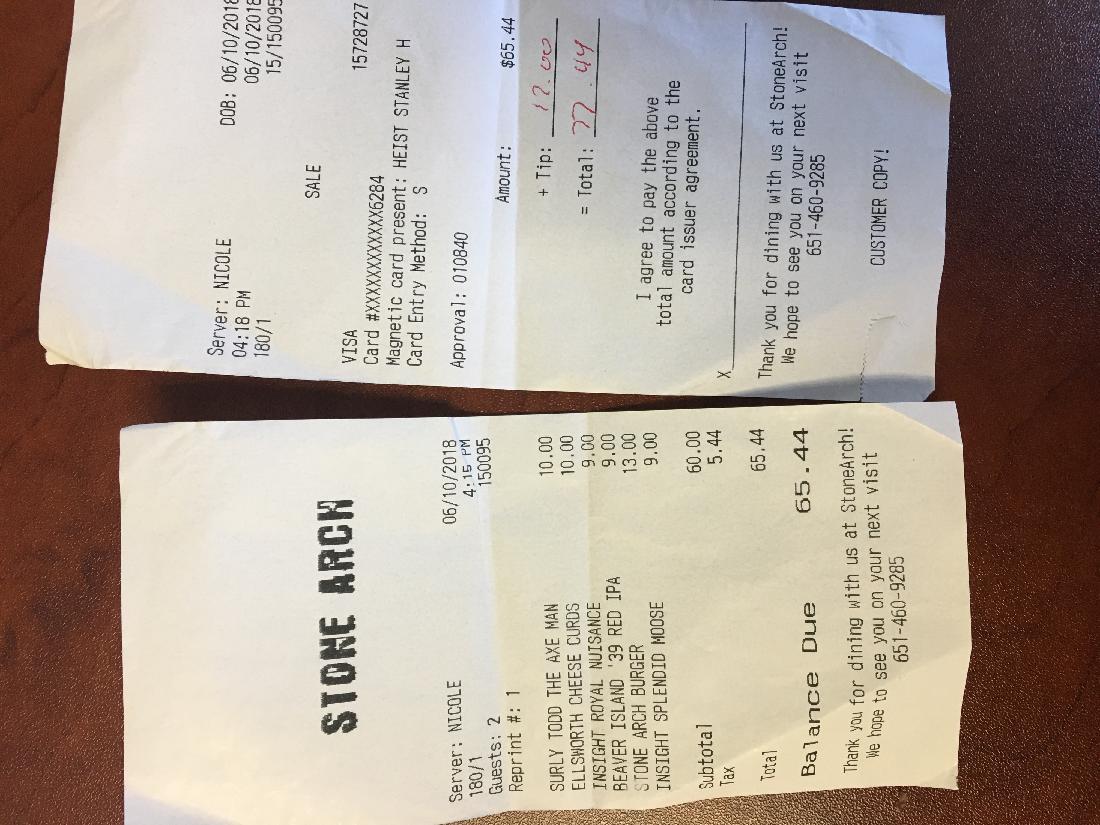 STONE ARCH
Server: NICOLE 06/10/2018
180/1 4:15 PM
Guests: 2 150095
Reprint #: 1
SURLY TODD THE AXE MAN 10.00
ELLSWORTH CHEESE CURDS 10.00
INSIGHT ROYAL NUISANCE 9.00
BEAVER ISLAND '39 RED IPA 9.00
STONE ARCH BURGER 13.00
INSIGHT SPLENDID MOOSE 9.00
Subtotal 60.00
Tax 5.44
Total 65.44
Balance Due 65.44
Thank you for dining with us at StoneArch!
We hope to see you on your next visit
651-460-9285
Server: NICOLE DOB: 06/10/2018
04:18 PM 06/10/2018
180/1 15/150095
SALE
VISA 15728727
Card #XXXXXXXXXXXX6284
Magnetic card present: HEIST STANLEY H
Card Entry Method: S
Approval: 010840
Amount: $65.44
+ Tip: 12.00
= Total: 77.44
I agree to pay the above
total amount according to the
card issuer agreement.
X
Thank you for dining with us at StoneArch!
We hope to see you on your next visit
651-460-9285
CUSTOMER COPY!